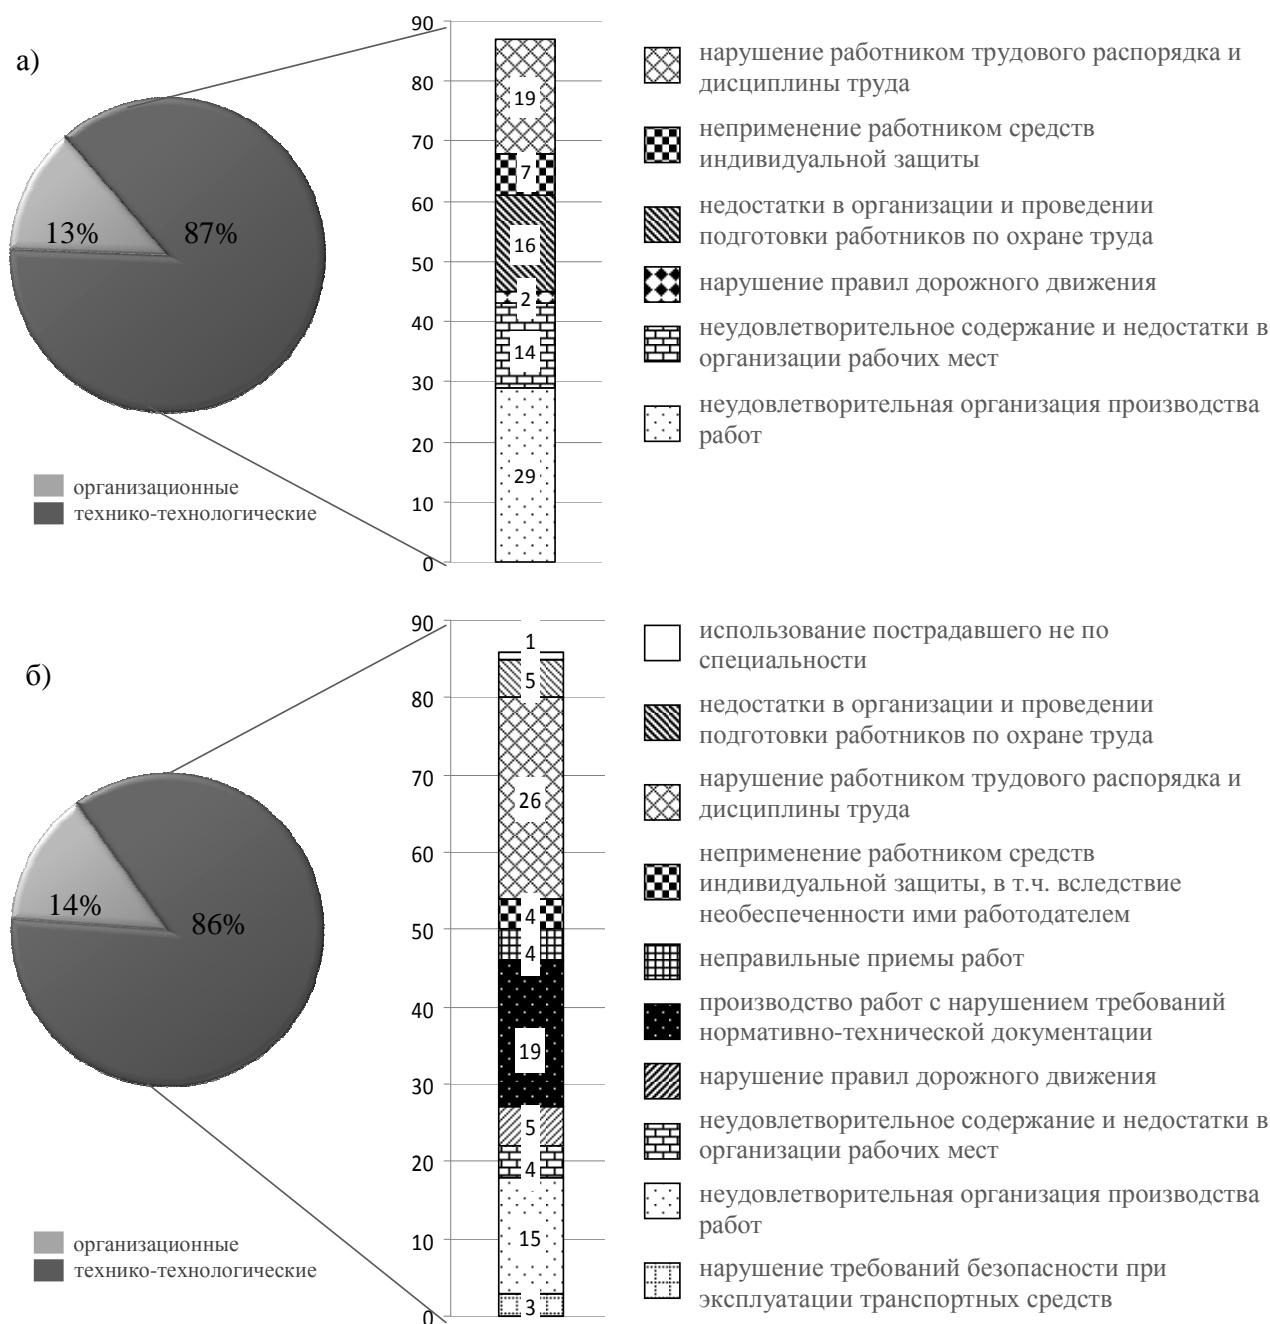 а)
13%
87%
организационные
технико-технологические
90
80
70
60
50
40
30
20
10
0
19
7
16
2
14
29
нарушение работником трудового распорядка и
дисциплины труда
неприменение работником средств
индивидуальной защиты
недостатки в организации и проведении
подготовки работников по охране труда
нарушение правил дорожного движения
неудовлетворительное содержание и недостатки в
организации рабочих мест
неудовлетворительная организация производства
работ
б)
14%
86%
организационные
технико-технологические
90
80
70
60
50
40
30
20
10
0
1
5
26
4
4
19
5
4
15
3
использование пострадавшего не по
специальности
недостатки в организации и проведении
подготовки работников по охране труда
нарушение работником трудового распорядка и
дисциплины труда
неприменение работником средств
индивидуальной защиты, в т.ч. вследствие
необеспеченности ими работодателем
неправильные приемы работ
производство работ с нарушением требований
нормативно-технической документации
нарушение правил дорожного движения
неудовлетворительное содержание и недостатки в
организации рабочих мест
неудовлетворительная организация производства
работ
нарушение требований безопасности при
эксплуатации транспортных средств